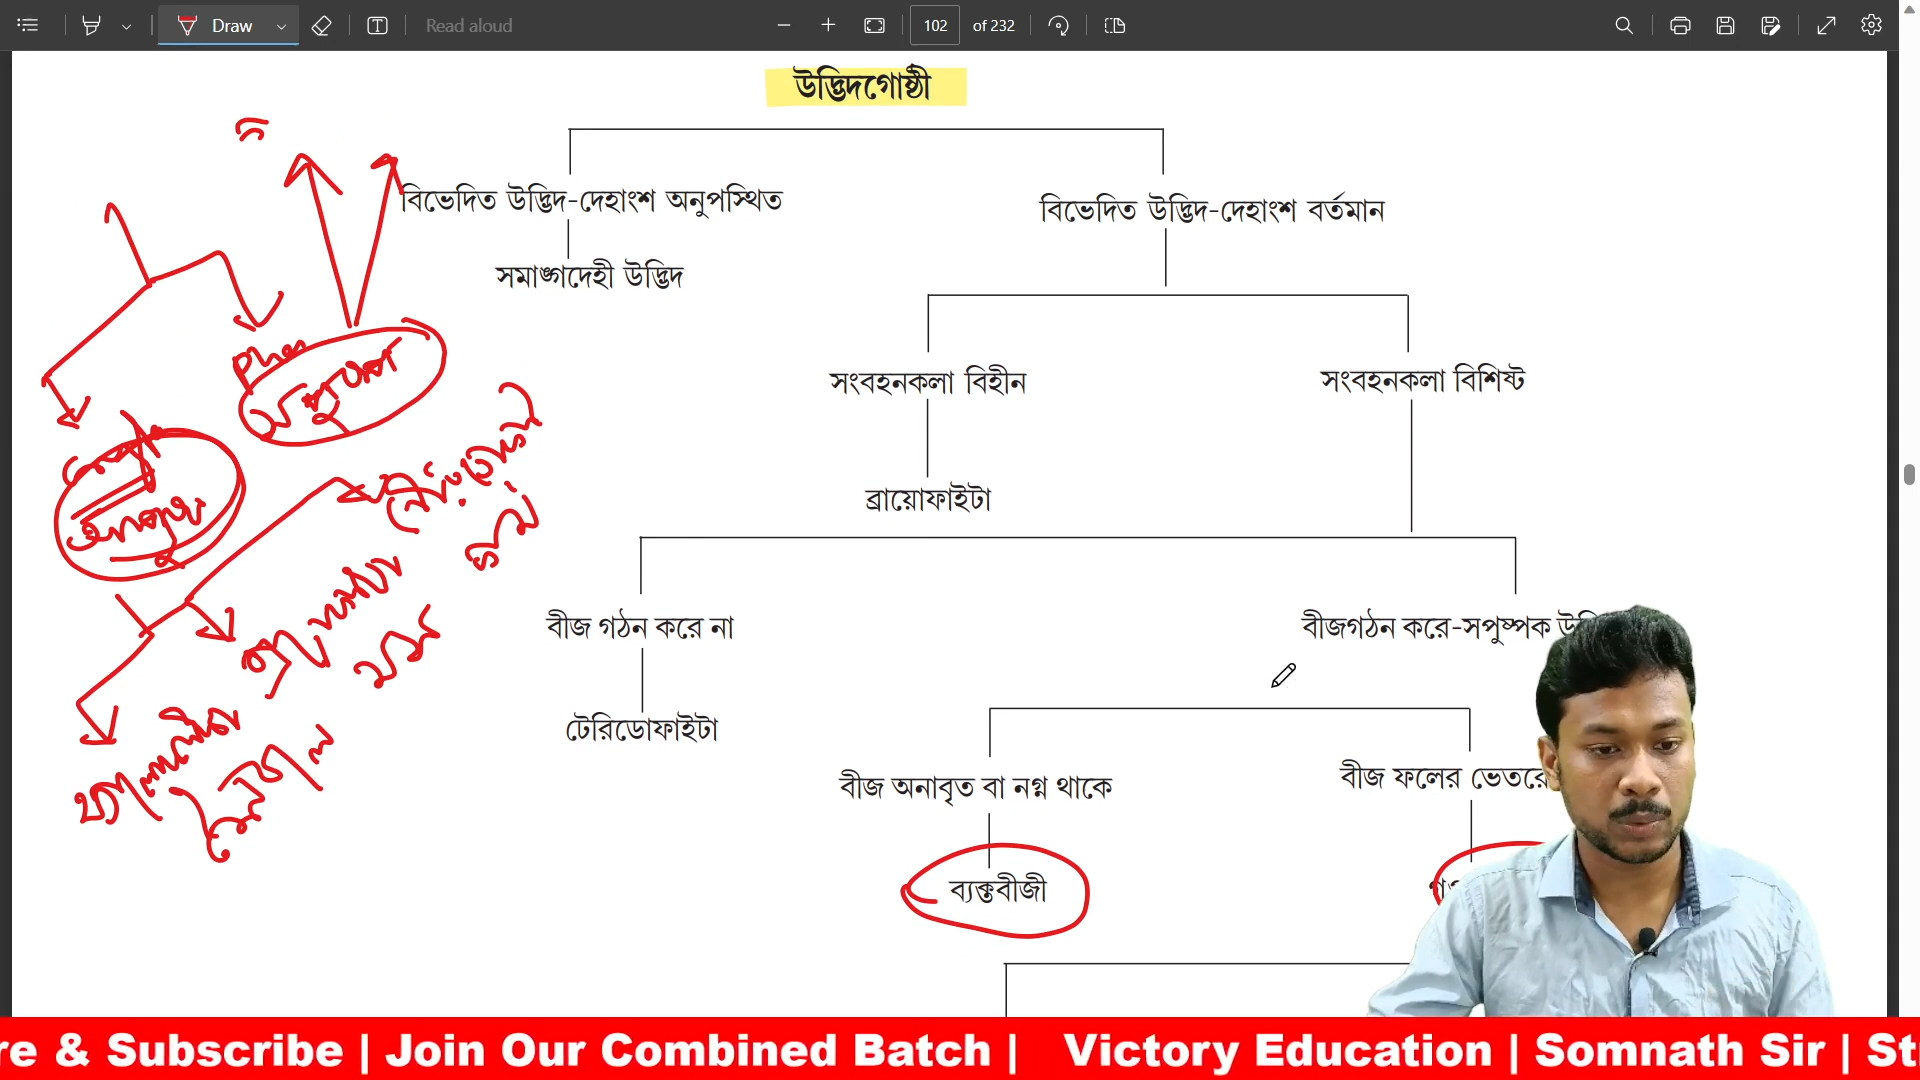 Draw
Read aloud
102
of 232
উদ্ভিদগোষ্ঠী
বিভেদিত উদ্ভিদ-দেহাংশ অনুপস্থিত
বিভেদিত উদ্ভিদ-দেহাংশ বর্তমান
সমাঙ্গদেহী উদ্ভিদ
সংবহনকলা বিহীন
সংবহনকলা বিশিষ্ট
ব্রায়োফাইটা
বীজ গঠন করে না
বীজগঠন করে-সপুষ্পক
টেরিডোফাইটা
বীজ অনাবৃত বা নগ্ন থাকে
বীজ ফলের ভেতরে
ব্যক্তবীজী
re & Subscribe | Join Our Combined Batch | Victory Education | Somnath Sir | St